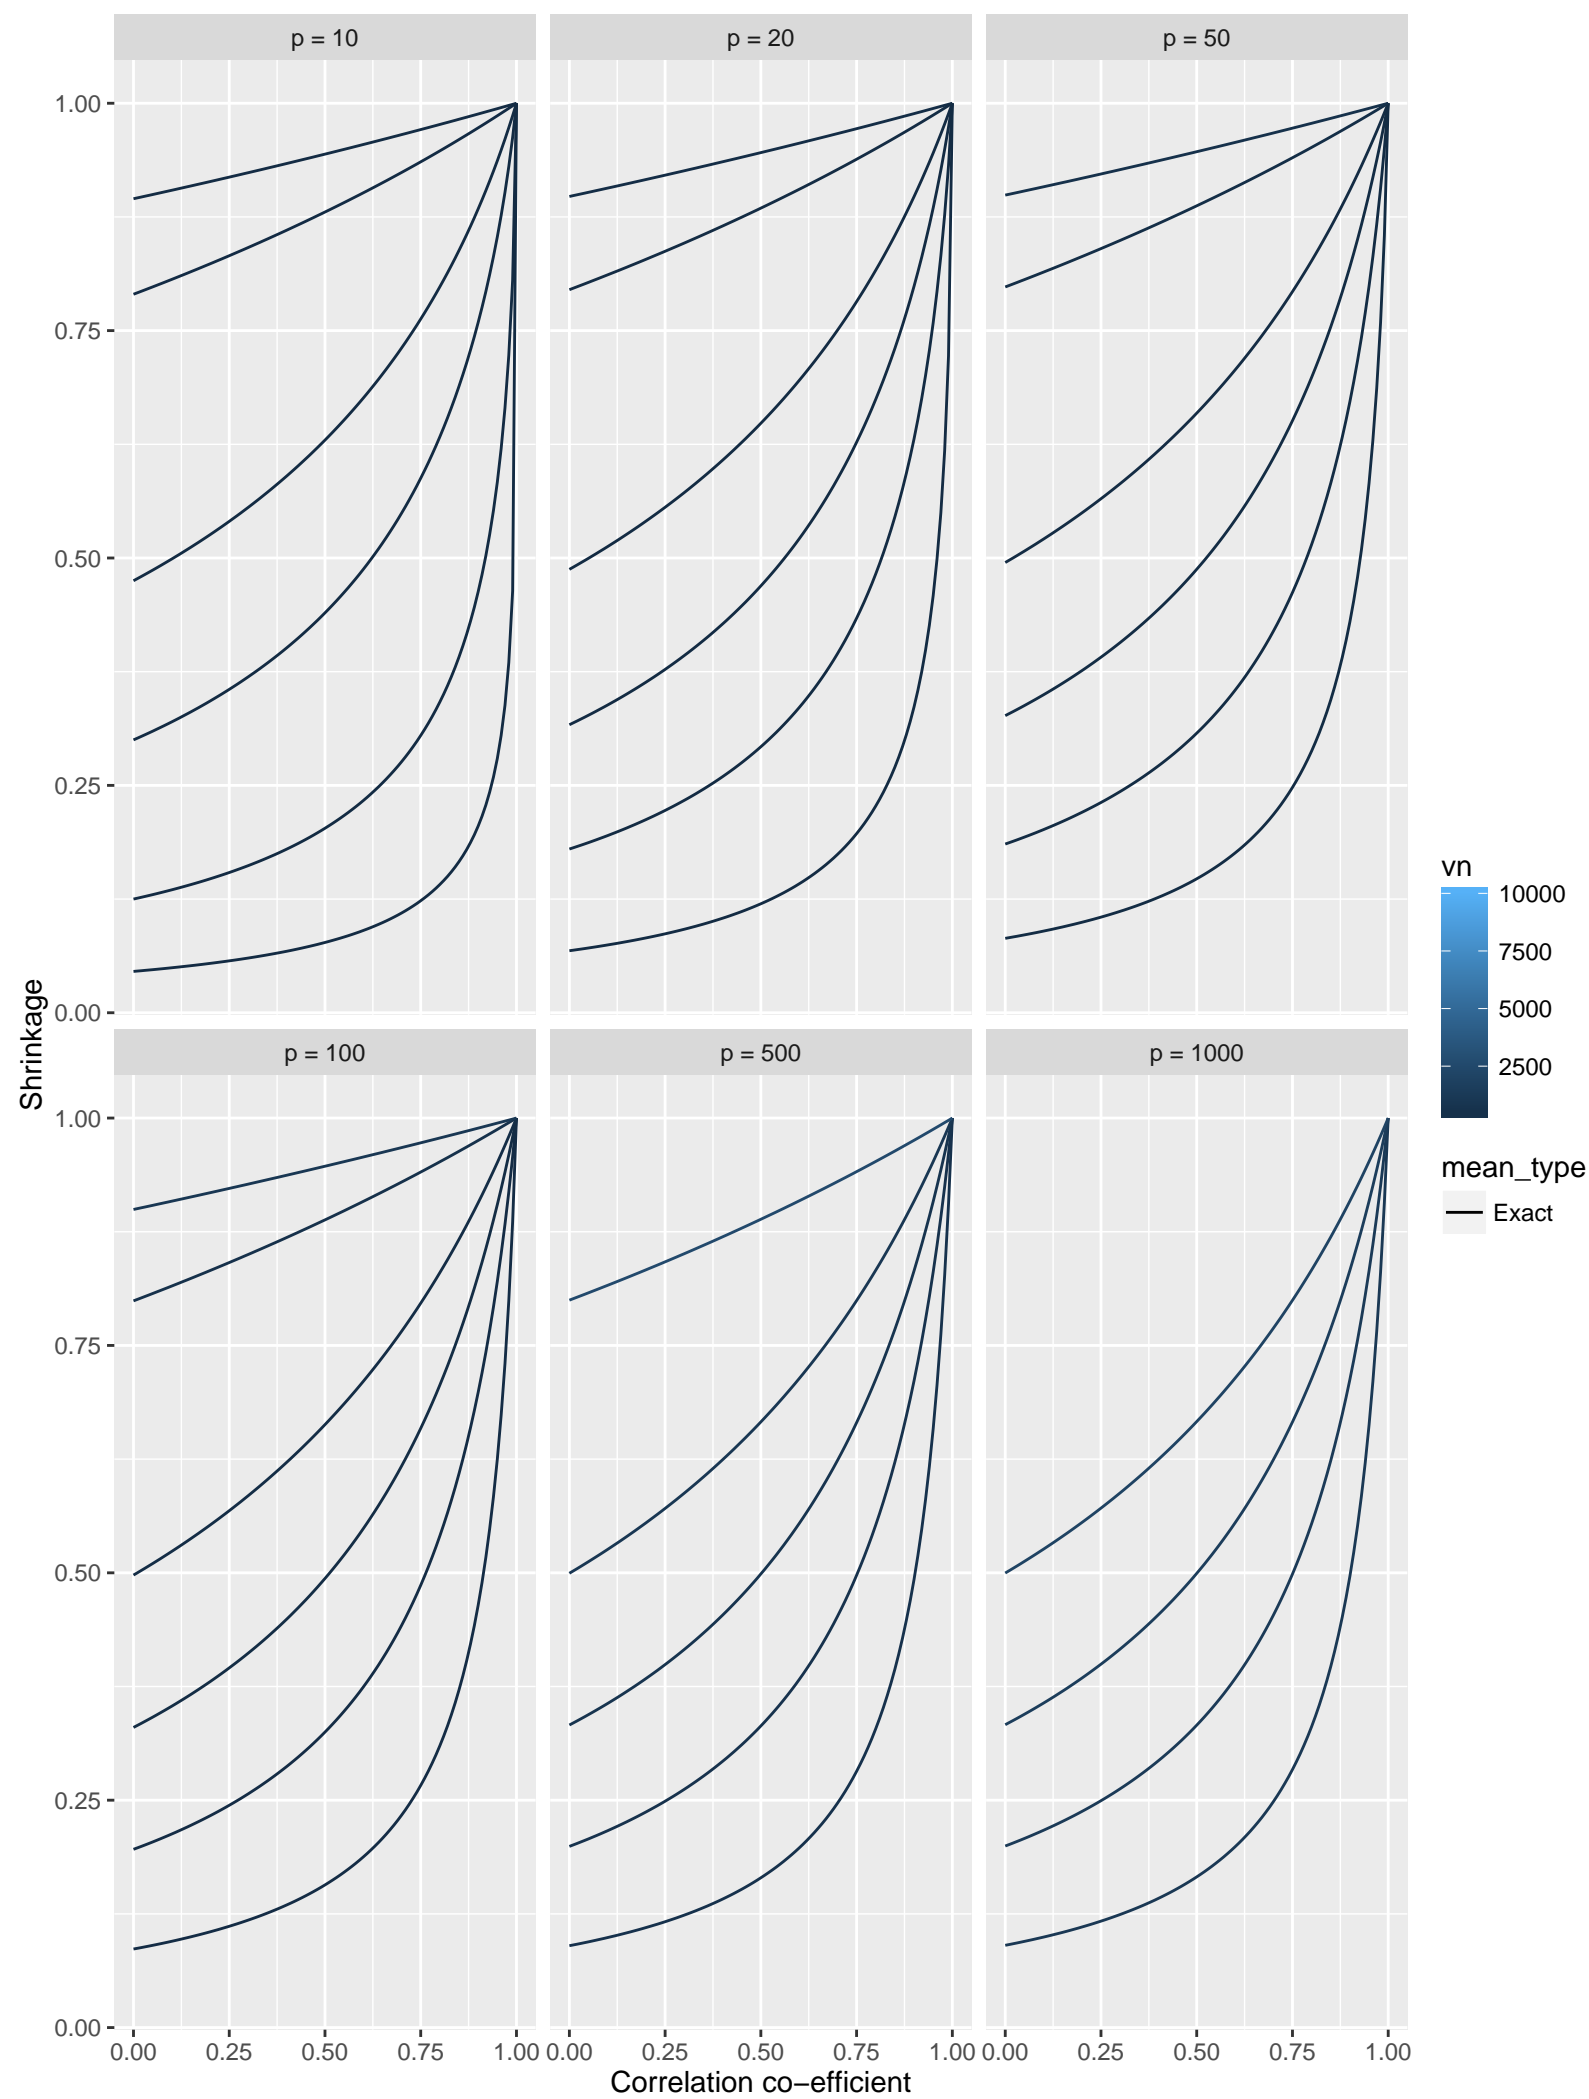 p = 10
p = 20
p = 50
1.00
0.75
0.50
0.25
0.00
Shrinkage
p = 100
p = 500
p = 1000
1.00
0.75
0.50
0.25
0.00
0.00 0.25 0.50 0.75 1.00
0.00 0.25 0.50 0.75 1.00
0.00 0.25 0.50 0.75 1.00
Correlation co−efficient
vn
10000
7500
5000
2500
mean_type
Exact